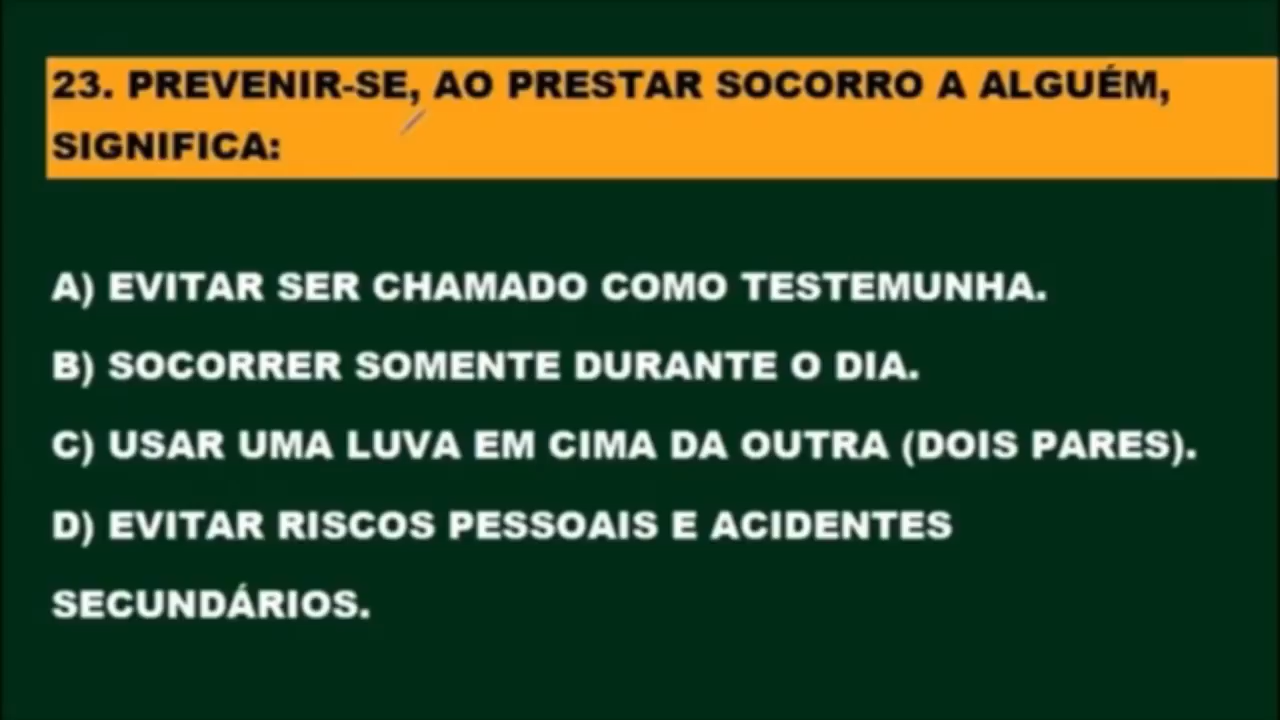 23. PREVENIR-SE, AO PRESTAR SOCORRO A ALGUÉM,
SIGNIFICA:
A) EVITAR SER CHAMADO COMO TESTEMUNHA.
B) SOCORRER SOMENTE DURANTE O DIA.
C) USAR UMA LUVA EM CIMA DA OUTRA (DOIS PARES).
D) EVITAR RISCOS PESSOAIS E ACIDENTES
SECUNDÁRIOS.